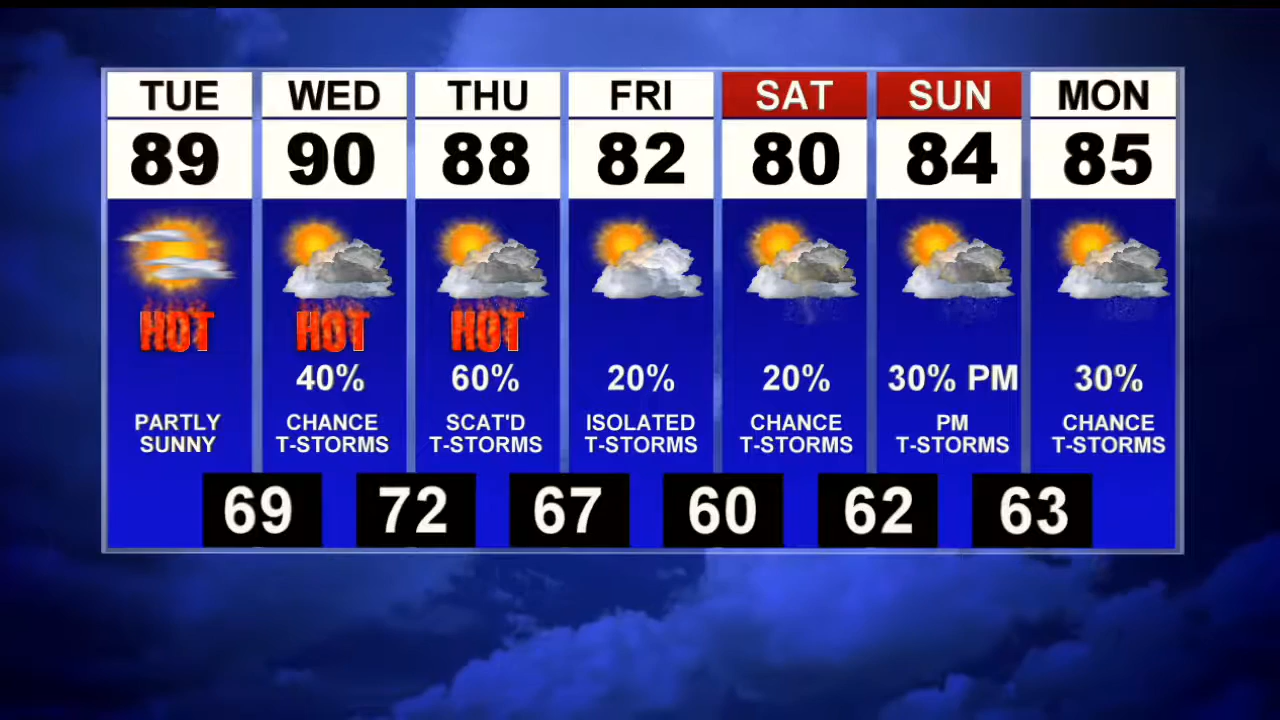 TUE WED THU FRI SAT SUN MON
89 90 88 82 80 84 85
HOT HOT HOT
40% 60% 20% 20% 30% PM 30%
PARTLY CHANCE SCAT'D ISOLATED CHANCE PM CHANCE
SUNNY T-STORMS T-STORMS T-STORMS T-STORMS T-STORMS T-STORMS
69 72 67 60 62 63